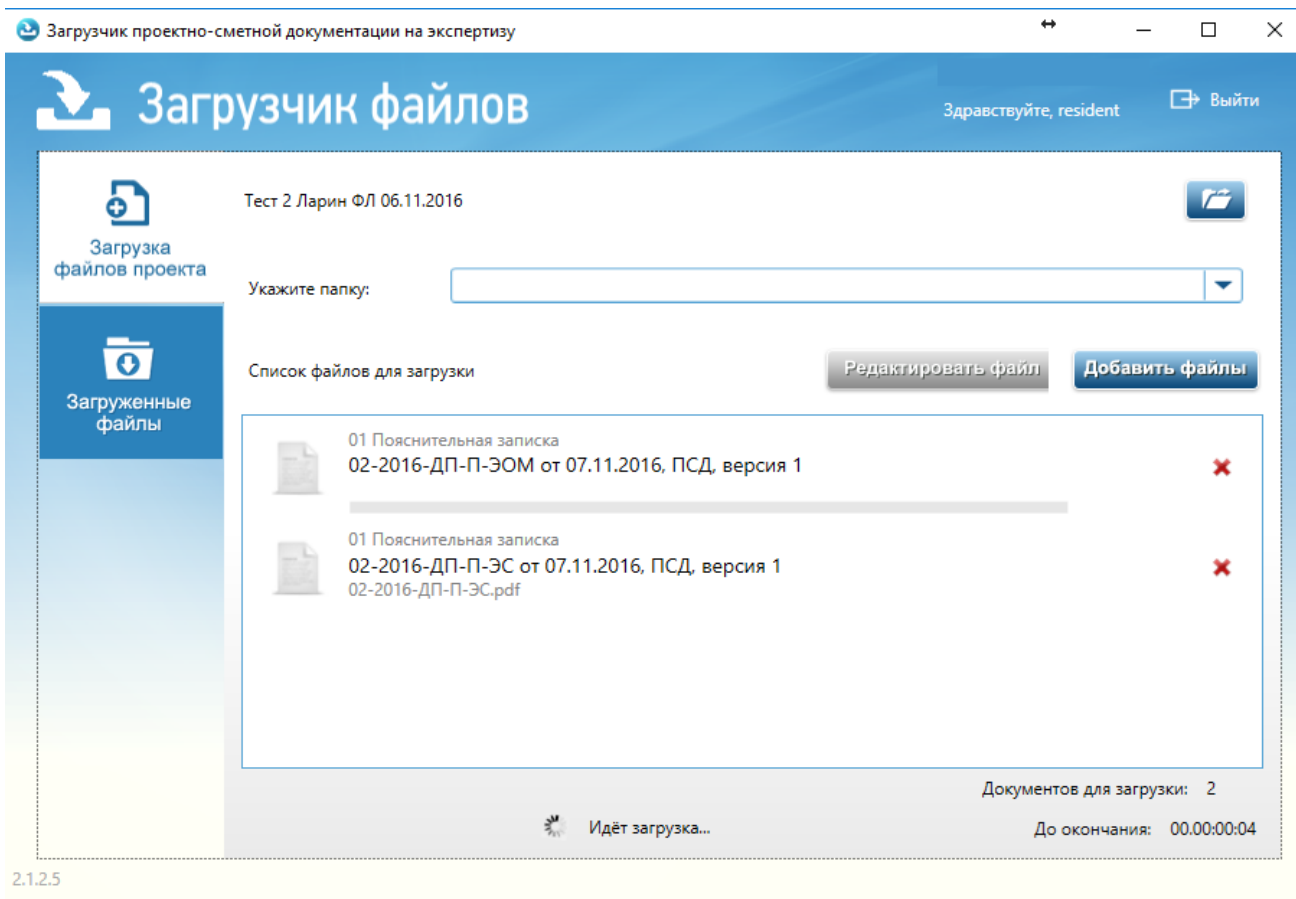 Загрузчик проектно-сметной документации на экспертизу
Загрузчик файлов
Здравствуйте, resident
Выйти
Загрузка
файлов проекта
Тест 2 Ларин ФЛ 06.11.2016
Укажите папку:
Загруженные
файлы
Список файлов для загрузки
Редактировать файл
Добавить файлы
01 Пояснительная записка
02-2016-ДП-П-ЭОМ от 07.11.2016, ПСД, версия 1
01 Пояснительная записка
02-2016-ДП-П-ЭС от 07.11.2016, ПСД, версия 1
02-2016-ДП-П-ЭС.pdf
Документов для загрузки: 2
Идёт загрузка...
До окончания: 00.00:00:04
2.1.2.5